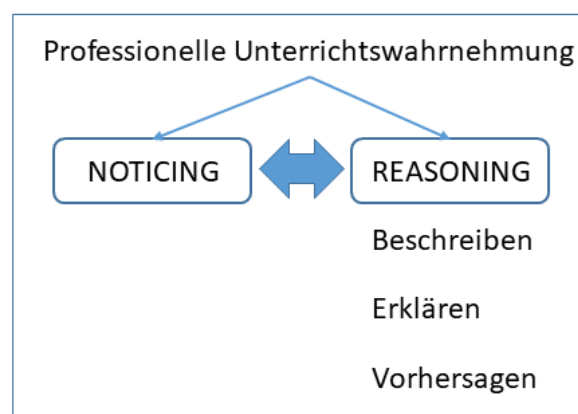 Professionelle Unterrichtswahrnehmung
NOTICING
REASONING
Beschreiben
Erklären
Vorhersagen